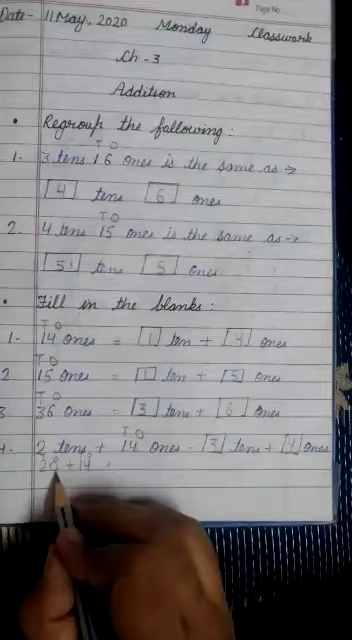 Page No.
Date- 11 May, 2020 Monday Classwork
Ch-3
Addition
• Regroup the following:
T O
1. 3 tens 16 ones is the same as →
[4] tens [6] ones
T O
2. 4 tens 15 ones is the same as →
[5] tens [5] ones
• Fill in the blanks:
T O
1- 14 ones = [1] ten + [4] ones
T O
2 15 ones = [1] ten + [5] ones
T O
3 36 ones = [3] tens + [6] ones
T O
4. 2 tens + 14 ones - [3] tens + [4] ones
20 + 14